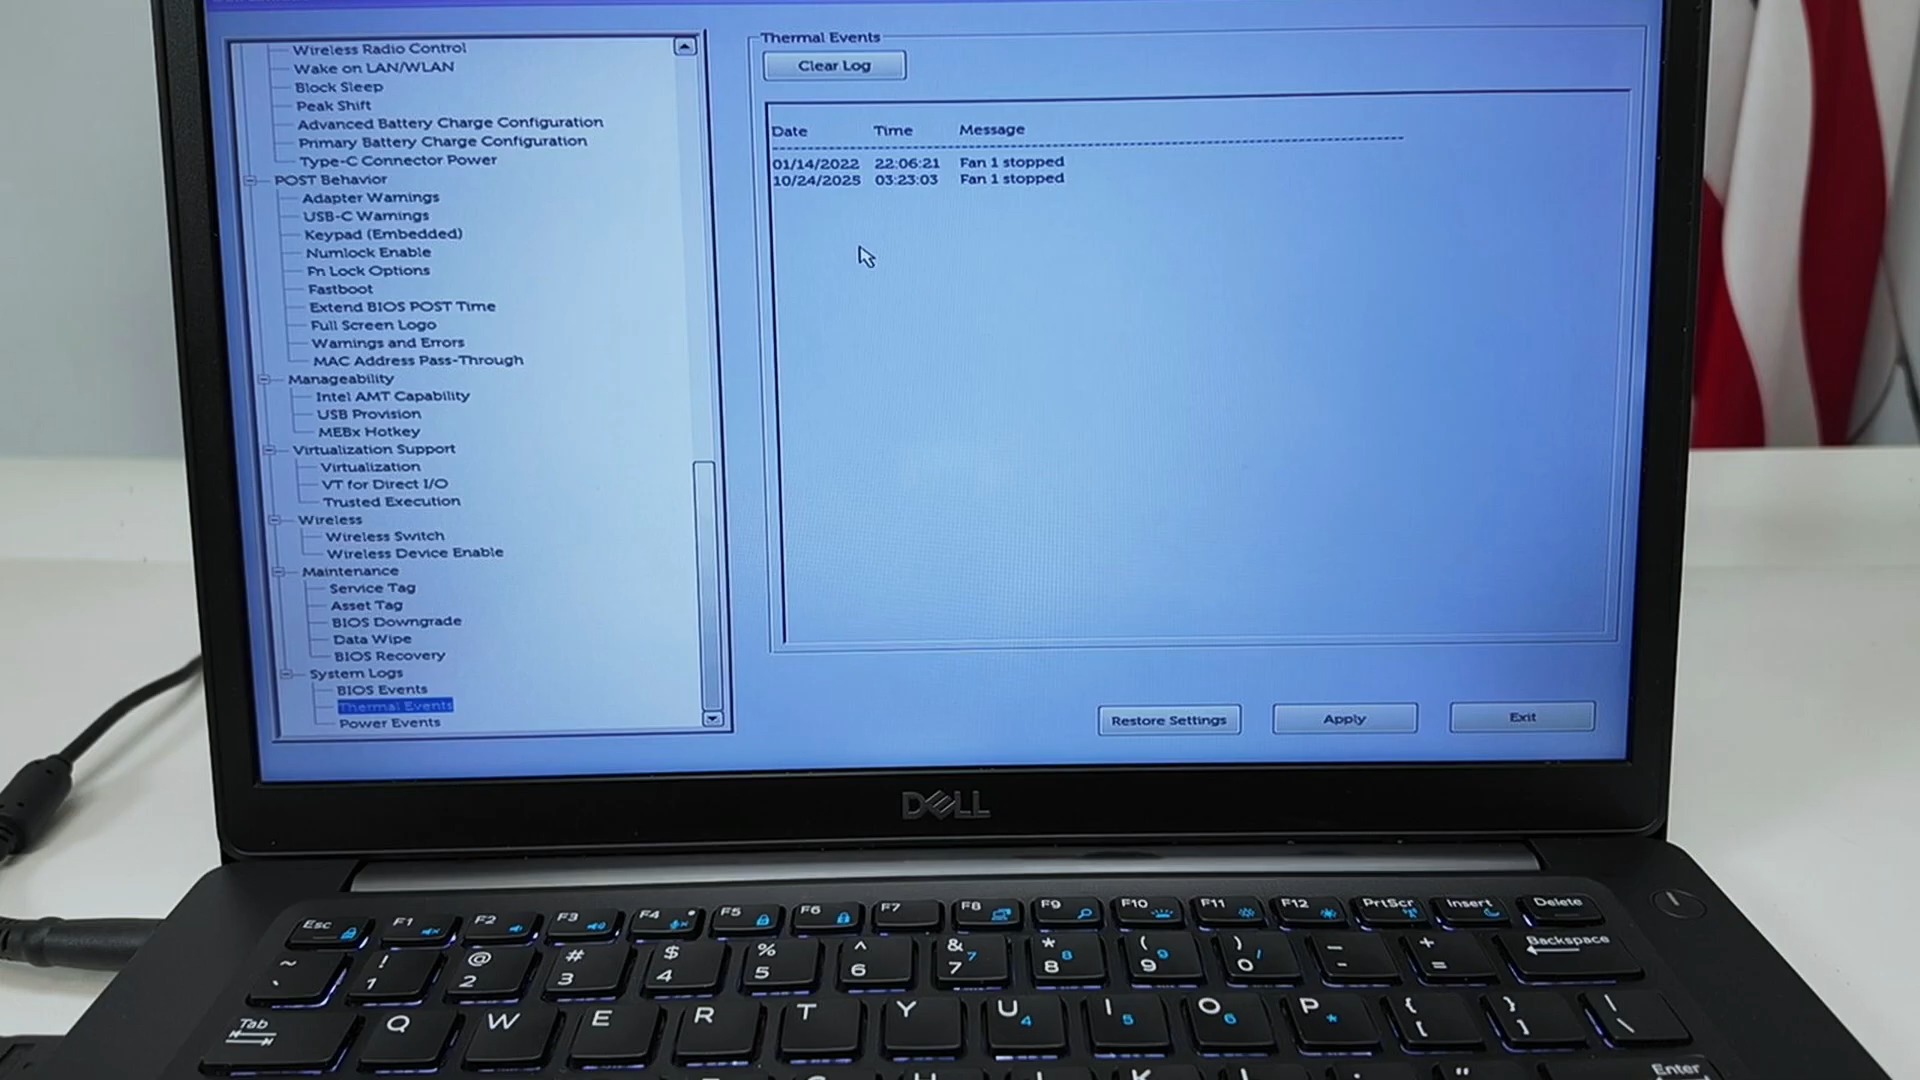 Wireless Radio Control
Wake on LAN/WLAN
Block Sleep
Peak Shift
Advanced Battery Charge Configuration
Primary Battery Charge Configuration
Type-C Connector Power
POST Behavior
Adapter Warnings
USB-C Warnings
Keypad (Embedded)
Numlock Enable
Fn Lock Options
Fastboot
Extend BIOS POST Time
Full Screen Logo
Warnings and Errors
MAC Address Pass-Through
Manageability
Intel AMT Capability
USB Provision
MEBx Hotkey
Virtualization Support
Virtualization
VT for Direct I/O
Trusted Execution
Wireless
Wireless Switch
Wireless Device Enable
Maintenance
Service Tag
Asset Tag
BIOS Downgrade
Data Wipe
BIOS Recovery
System Logs
BIOS Events
Thermal Events
Power Events
Thermal Events
Clear Log
Date Time Message
01/14/2022 22:06:21 Fan 1 stopped
10/24/2025 03:23:03 Fan 1 stopped
Restore Settings Apply Exit
DELL
Esc F1 F2 F3 F4 F5 F6 F7 F8 F9 F10 F11 F12 PrtScr Insert Delete
~ ! @ # $ % ^ & * ( ) — +
` 1 2 3 4 5 6 7 7 8 8 9 9 0 / - = Backspace
Tab Q W E R T Y U 4 I 5 O 6 P * { [ } ] | \
Enter